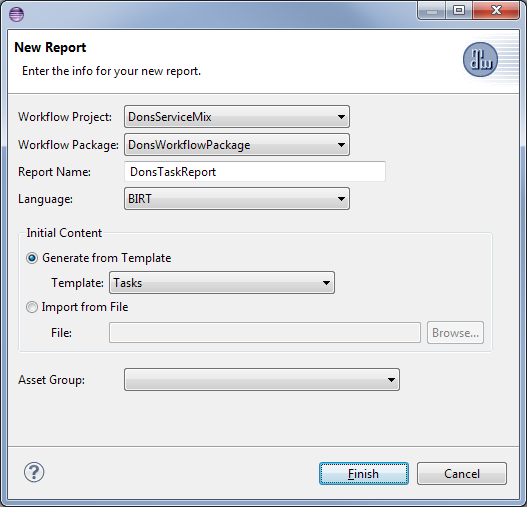 New Report
Enter the info for your new report.
Workflow Project: DonsServiceMix
Workflow Package: DonsWorkflowPackage
Report Name: DonsTaskReport
Language: BIRT
Initial Content
Generate from Template
Template: Tasks
Import from File
File: Browse...
Asset Group:
? Finish Cancel